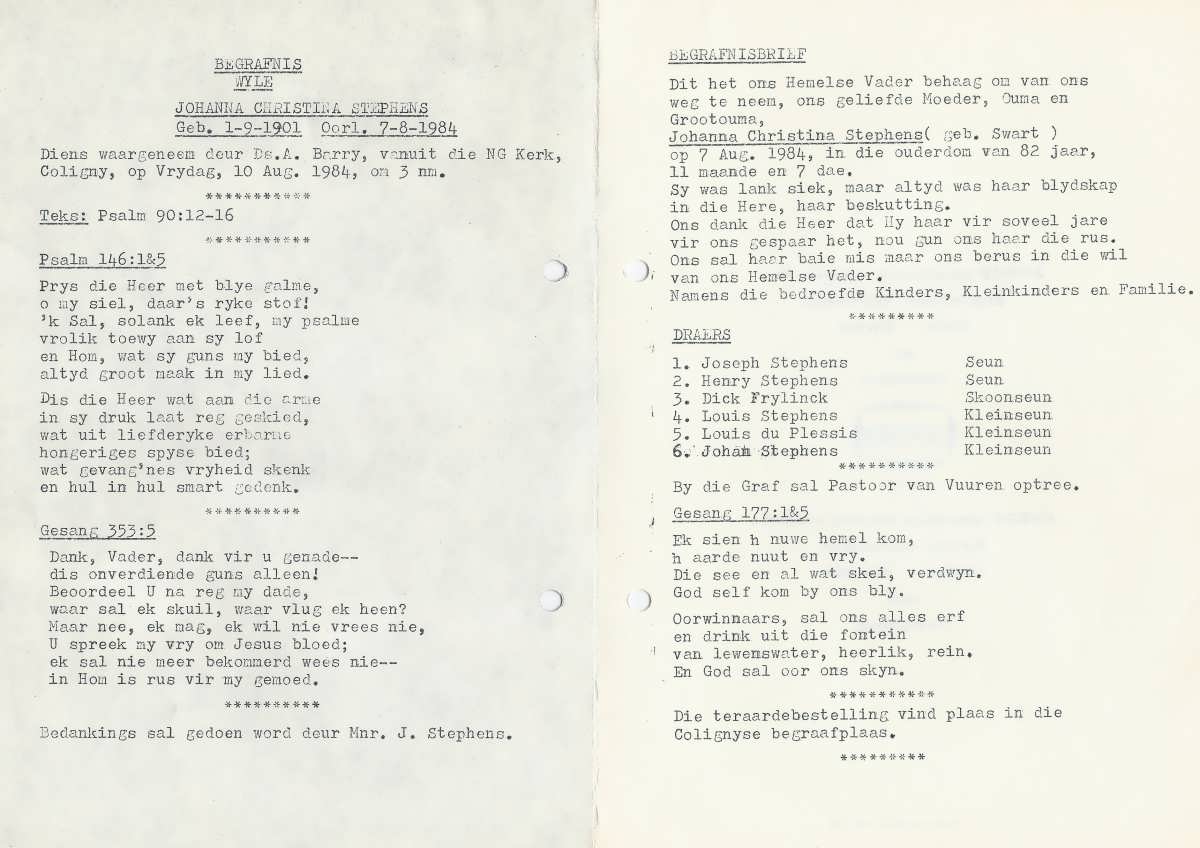 BEGRAFNIS
WYLE
JOHANNA CHRISTINA STEPHENS
Geb. 1-9-1901 Oorl. 7-8-1984
Diens waargeneem deur Ds.A. Barry, vanuit die NG Kerk,
Coligny, op Vrydag, 10 Aug. 1984, om 3 nm.
***********
Teks: Psalm 90:12-16
***********
Psalm 146:1&5
Prys die Heer met blye galme,
o my siel, daar's ryke stof!
'k Sal, solank ek leef, my psalme
vrolik toewy aan sy lof
en Hom, wat sy guns my bied,
altyd groot maak in my lied.
Dis die Heer wat aan die arme
in sy druk laat reg geskied,
wat uit liefderyke erbarme
hongeriges spyse bied;
wat gevang'nes vryheid skenk
en hul in hul smart gedenk.
**********
Gesang 353:5
Dank, Vader, dank vir u genade--
dis onverdiende guns alleen!
Beoordeel U na reg my dade,
waar sal ek skuil, waar vlug ek heen?
Maar nee, ek mag, ek wil nie vrees nie,
U spreek my vry om Jesus bloed;
ek sal nie meer bekommerd wees nie--
in Hom is rus vir my gemoed.
**********
Bedankings sal gedoen word deur Mnr. J. Stephens.
BEGRAFNISBRIEF
Dit het ons Hemelse Vader behaag om van ons
weg te neem, ons geliefde Moeder, Ouma en
Grootouma,
Johanna Christina Stephens( geb. Swart )
op 7 Aug. 1984, in die ouderdom van 82 jaar,
11 maande en 7 dae.
Sy was lank siek, maar altyd was haar blydskap
in die Here, haar beskutting.
Ons dank die Heer dat Hy haar vir soveel jare
vir ons gespaar het, nou gun ons haar die rus.
Ons sal haar baie mis maar ons berus in die wil
van ons Hemelse Vader.
Namens die bedroefde Kinders, Kleinkinders en Familie.
*********
DRAERS
1. Joseph Stephens Seun
2. Henry Stephens Seun
3. Dick Frylinck Skoonseun
4. Louis Stephens Kleinseun
5. Louis du Plessis Kleinseun
6. Johan Stephens Kleinseun
**********
By die Graf sal Pastoor van Vuuren optree.
Gesang 177:1&5
Ek sien h nuwe hemel kom,
h aarde nuut en vry.
Die see en al wat skei, verdwyn.
God self kom by ons bly.
Oorwinnaars, sal ons alles erf
en drink uit die fontein
van lewenswater, heerlik, rein.
En God sal oor ons skyn.
***********
Die teraardebestelling vind plaas in die
Colignyse begraafplaas.
*********